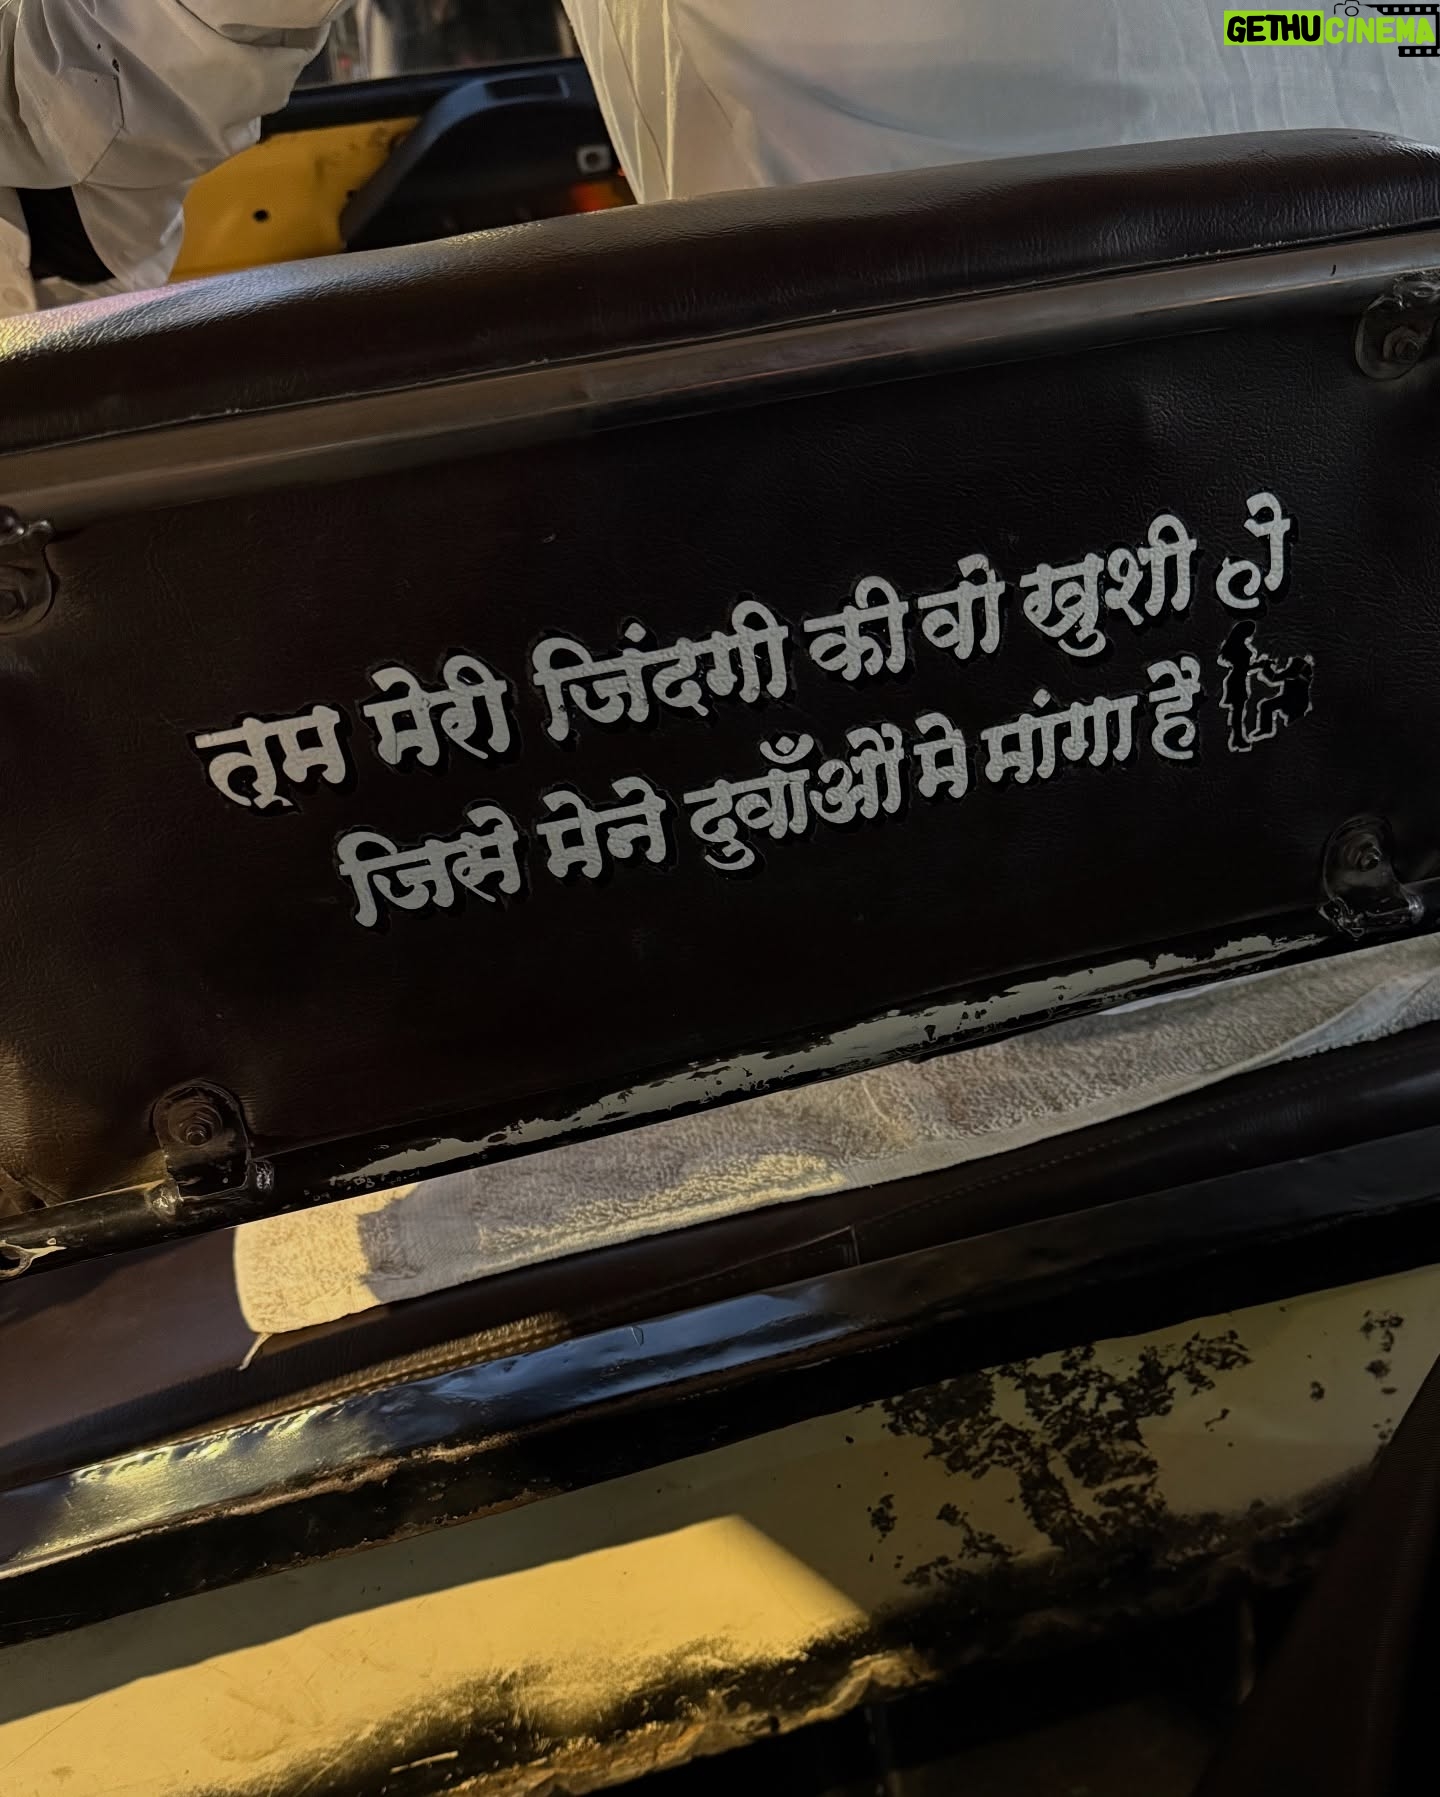 GETHU CINEMA
तुम मेरी जिंदगी की वो खुशी हो
जिसे मेने दुवाँओ मे मांगा है